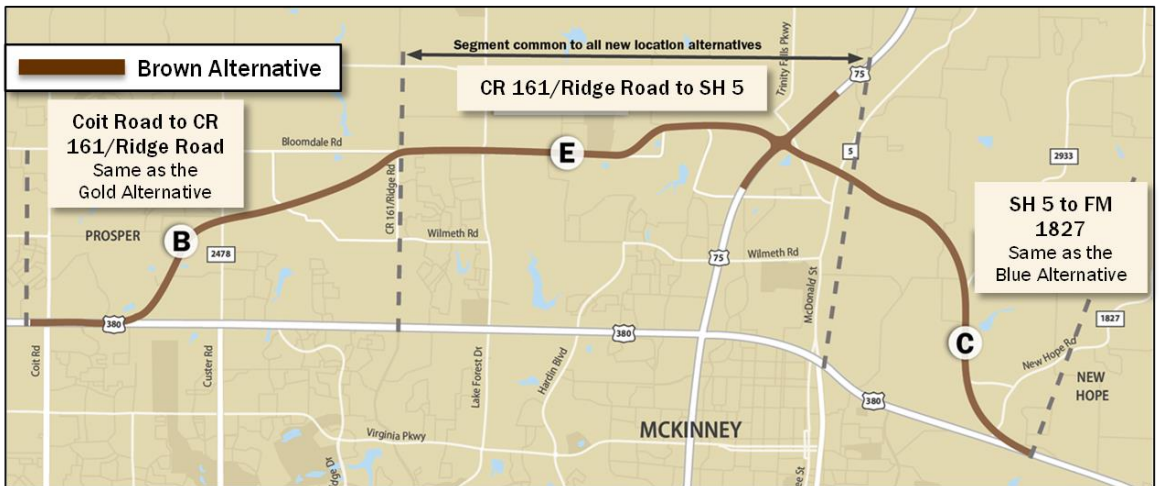 Segment common to all new location alternatives
Brown Alternative
CR 161/Ridge Road to SH 5
Coit Road to CR
161/Ridge Road
Same as the
Gold Alternative
SH 5 to FM
1827
Same as the
Blue Alternative
Trinity Falls Pkwy
75
Bloomdale Rd
E
5
2933
CR 161/Ridge Rd
PROSPER
B
2478
Wilmeth Rd
75
Wilmeth Rd
McDonald St
380
380
1827
C
New Hope Rd
NEW
HOPE
Coit Rd
Custer Rd
Lake Forest Dr
Hardin Blvd
380
Virginia Pkwy
MCKINNEY